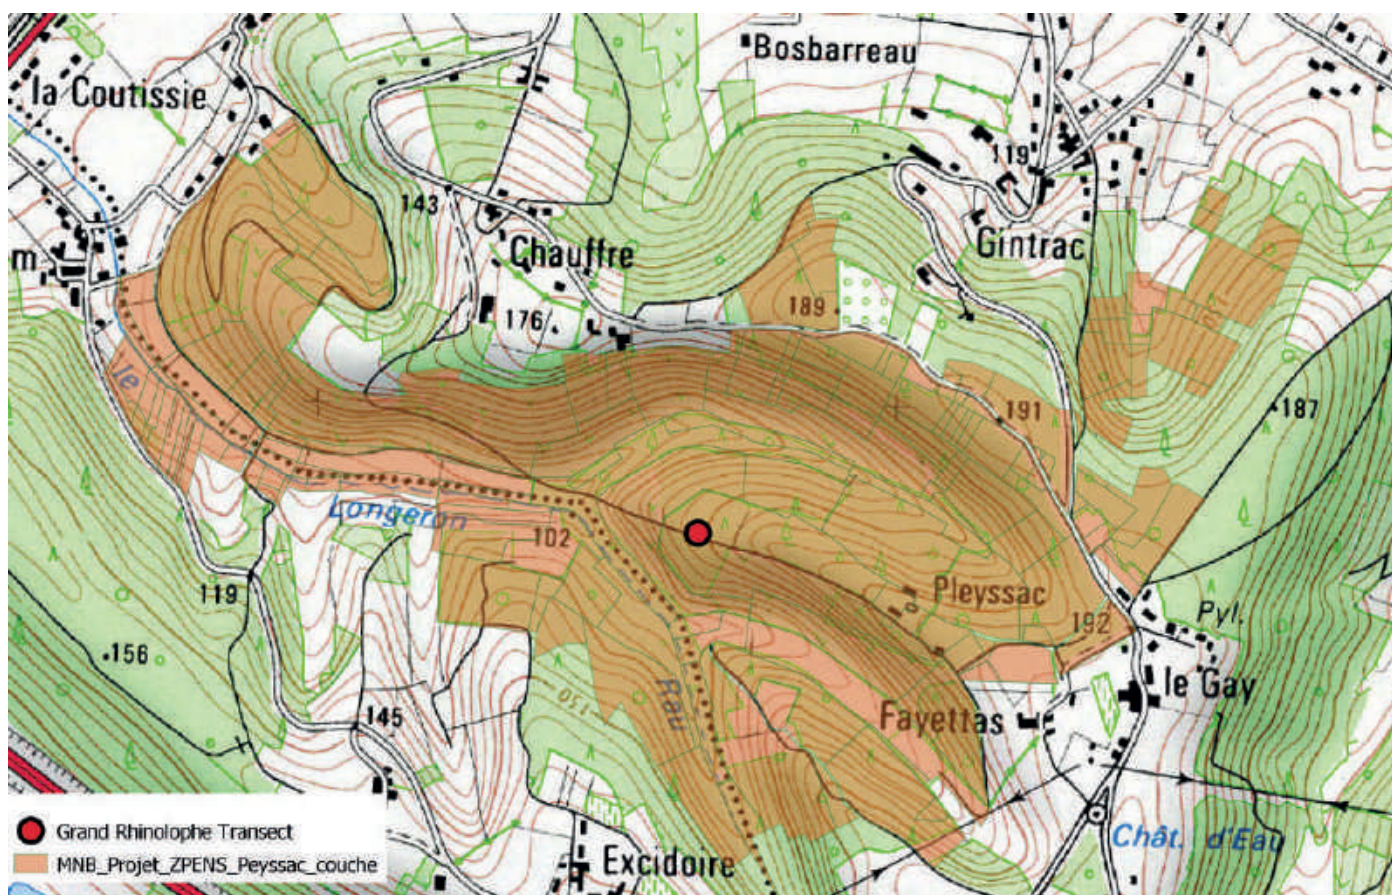 Bosbarreau
la Coutissie
119
143
Gintrac
m.
Chauffre
189
176
le
191
187
Longeron
102
Pleyssac
119
192
Pyl.
156
Rau
le Gay
150
145
Fayettas
Chât. d'Eau
Grand Rhinolophe Transect
MNB_Projet_ZPENS_Peyssac_couche
Excidoire